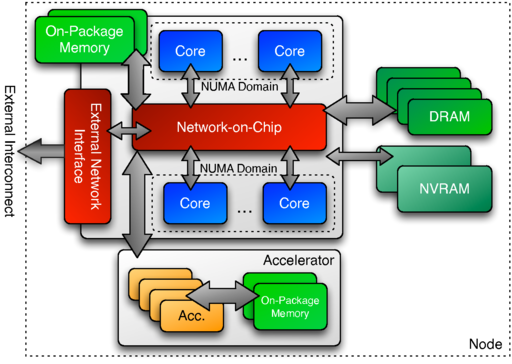 On-Package
Memory
Core
...
Core
NUMA Domain
External Interconnect
External Network
Interface
Network-on-Chip
DRAM
NUMA Domain
Core
...
Core
NVRAM
Accelerator
Acc.
On-Package
Memory
Node